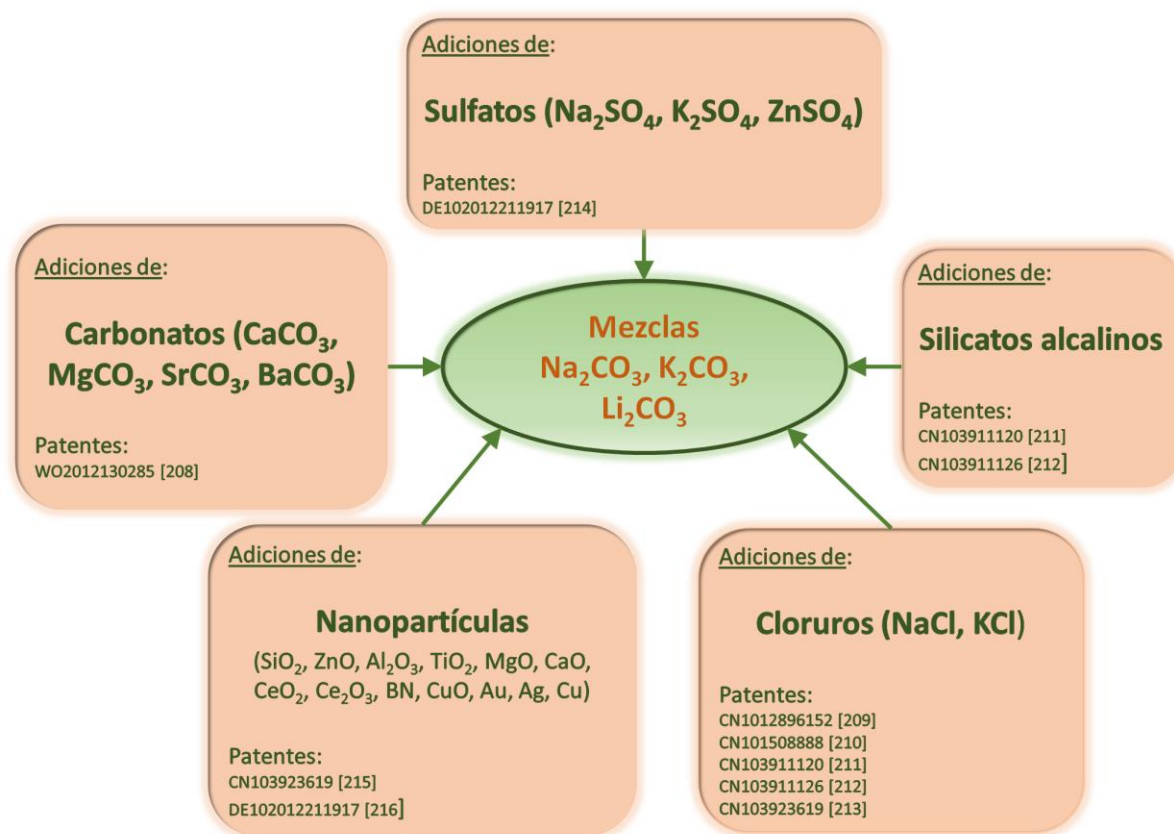 Adiciones de:
Sulfatos (Na₂SO₄, K₂SO₄, ZnSO₄)
Patentes:
DE102012211917 [214]
Adiciones de:
Carbonatos (CaCO₃,
MgCO₃, SrCO₃, BaCO₃)
Patentes:
WO2012130285 [208]
Mezclas
Na₂CO₃, K₂CO₃,
Li₂CO₃
Adiciones de:
Silicatos alcalinos
Patentes:
CN103911120 [211]
CN103911126 [212]
Adiciones de:
Nanopartículas
(SiO₂, ZnO, Al₂O₃, TiO₂, MgO, CaO,
CeO₂, Ce₂O₃, BN, CuO, Au, Ag, Cu)
Patentes:
CN103923619 [215]
DE102012211917 [216]
Adiciones de:
Cloruros (NaCl, KCl)
Patentes:
CN1012896152 [209]
CN101508888 [210]
CN103911120 [211]
CN103911126 [212]
CN103923619 [213]